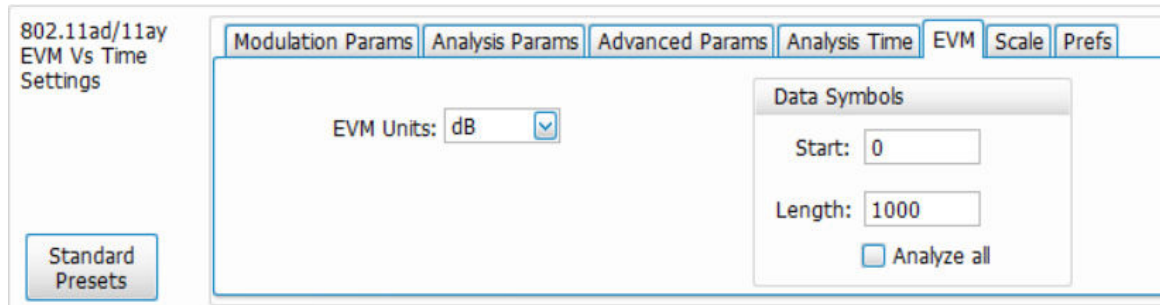 802.11ad/11ay
EVM Vs Time
Settings
Modulation Params Analysis Params Advanced Params Analysis Time EVM Scale Prefs
EVM Units: dB
Data Symbols
Start: 0
Length: 1000
Analyze all
Standard
Presets